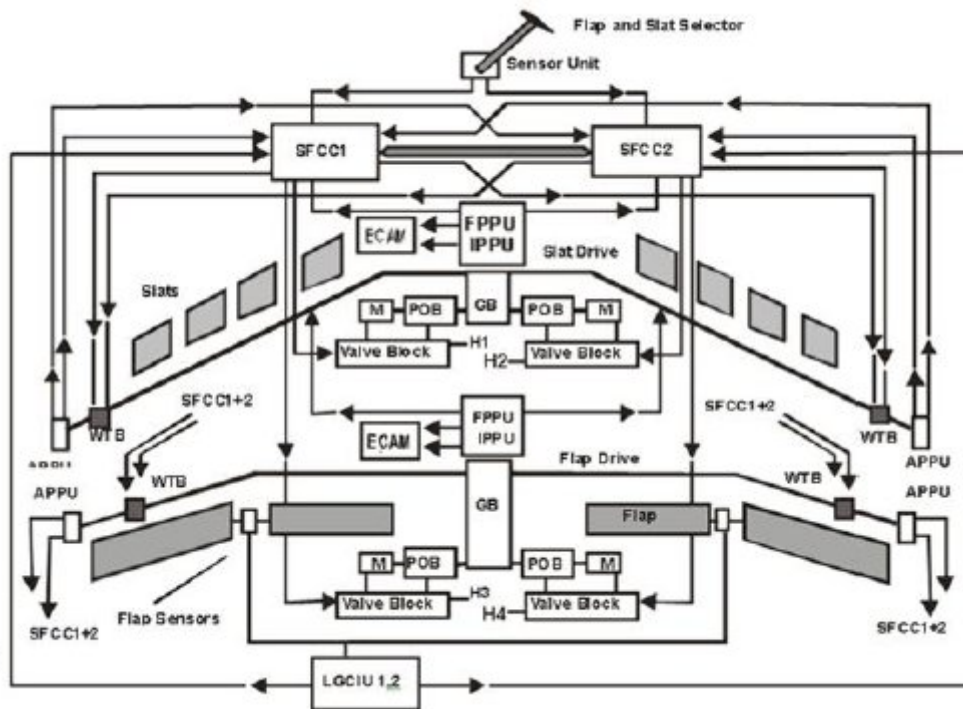 Flap and Slat Selector
Sensor Unit
SFCC1
SFCC2
FPPU
IPPU
ECAM
Slat Drive
Slats
M
POB
GB
POB
M
H1
Valve Block
H2
Valve Block
SFCC1+2
SFCC1+2
FPPU
IPPU
ECAM
WTB
WTB
APPU
APPU
Flap Drive
WTB
WTB
APPU
APPU
GB
Flap
M
POB
POB
M
H3
Valve Block
H4
Valve Block
Flap Sensors
SFCC1+2
SFCC1+2
LGCIU 1,2